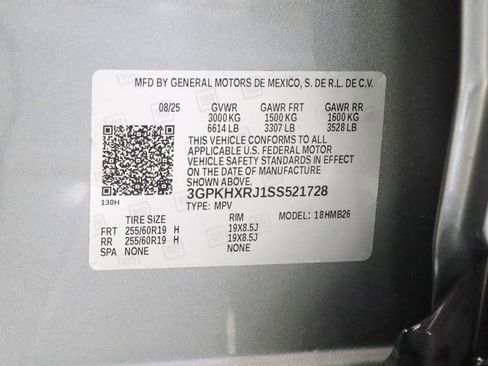 MFD BY GENERAL MOTORS DE MEXICO, S. DE R.L. DE C.V.
08/25 GVWR GAWR FRT GAWR RR
3000 KG 1500 KG 1600 KG
6614 LB 3307 LB 3528 LB
THIS VEHICLE CONFORMS TO ALL
APPLICABLE U.S. FEDERAL MOTOR
VEHICLE SAFETY STANDARDS IN EFFECT
ON THE DATE OF MANUFACTURE
SHOWN ABOVE.
130H 3GPKHXRJ1SS521728
TYPE: MPV MODEL: 18HMB26
TIRE SIZE RIM
FRT 255/60R19 H 19X8.5J
RR 255/60R19 H 19X8.5J
SPA NONE NONE